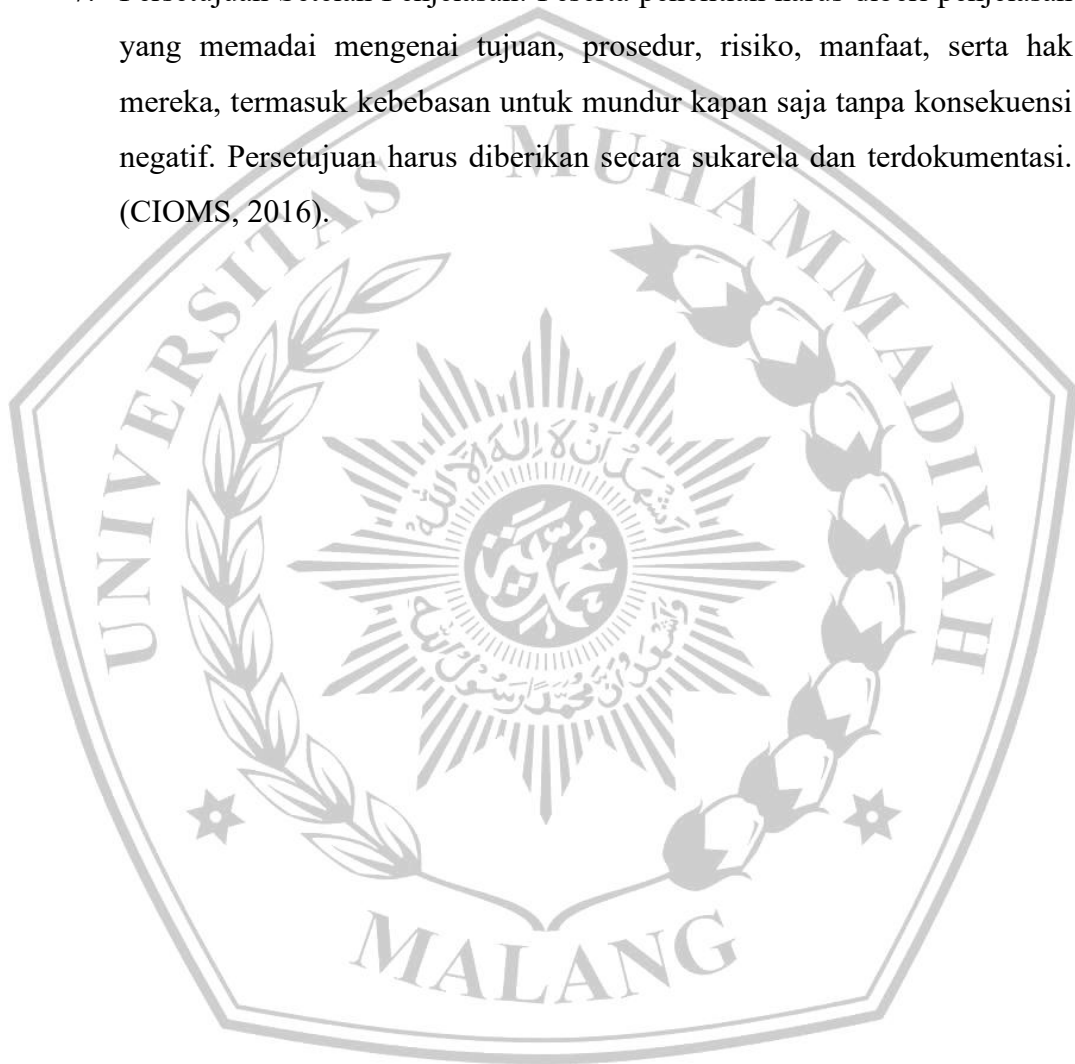 7. Persetujuan Setelah Penjelasan: Peserta penelitian harus diberi penjelasan
yang memadai mengenai tujuan, prosedur, risiko, manfaat, serta hak
mereka, termasuk kebebasan untuk mundur kapan saja tanpa konsekuensi
negatif. Persetujuan harus diberikan secara sukarela dan terdokumentasi.
(CIOMS, 2016).
UNIVERSITAS MUHAMMADIYAH
MALANG